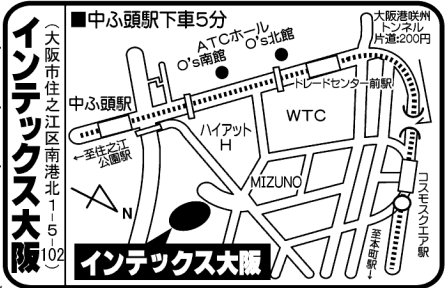 インテックス大阪
(大阪市住之江区南港北1-5-102)
■中ふ頭駅下車5分
大阪港咲州
トンネル
片道:200円
ATCホール
O's南館
O's北館
トレードセンター前駅
中ふ頭駅
←至住之江
公園駅
ハイアット
H
WTC
MIZUNO
コスモスクエア駅
至本町駅→
N
インテックス大阪